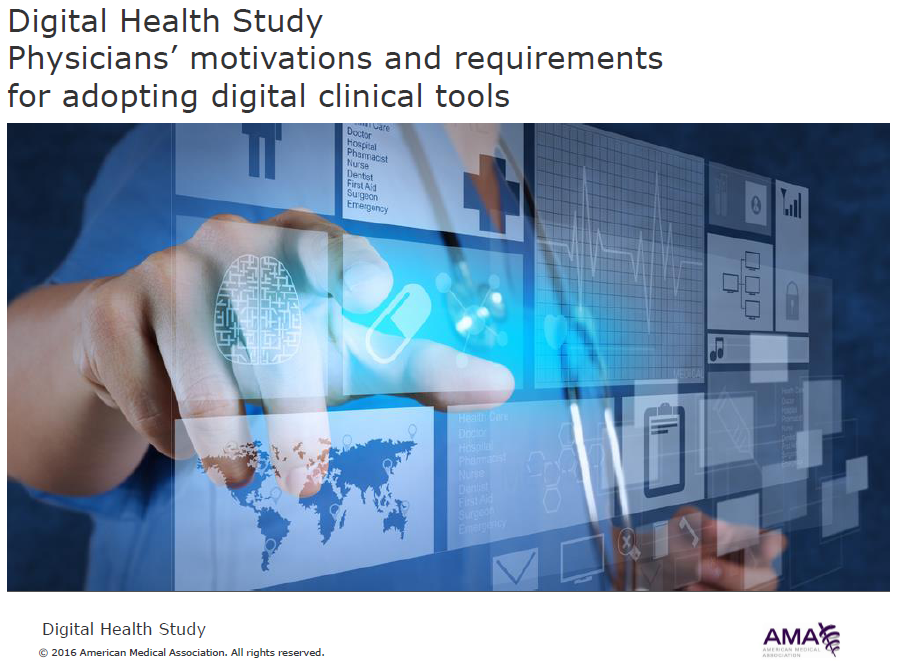 Digital Health Study
Physicians’ motivations and requirements
for adopting digital clinical tools
Doctor
Hospital
Pharmacist
Nurse
Dentist
First Aid
Surgeon
Emergency
MEDICAL
Health Care
Doctor
Hospital
Pharmacist
Nurse
Dentist
First Aid
Surgeon
Emergency
Digital Health Study
© 2016 American Medical Association. All rights reserved.
AMA
AMERICAN MEDICAL
ASSOCIATION